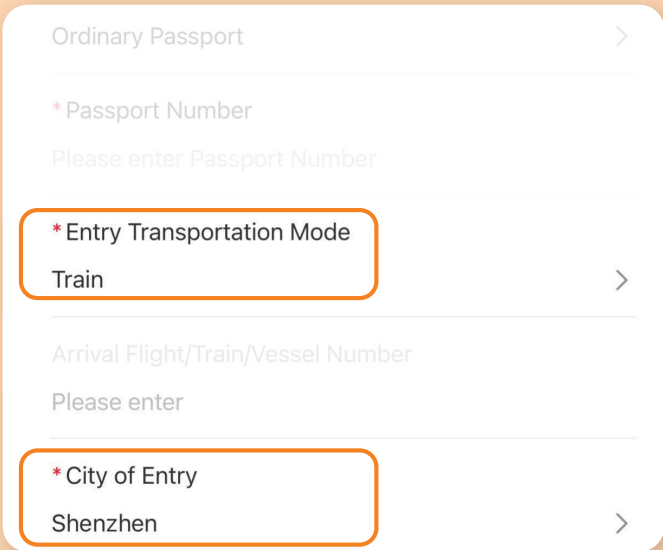 Ordinary Passport
* Passport Number
Please enter Passport Number
* Entry Transportation Mode
Train
Arrival Flight/Train/Vessel Number
Please enter
* City of Entry
Shenzhen